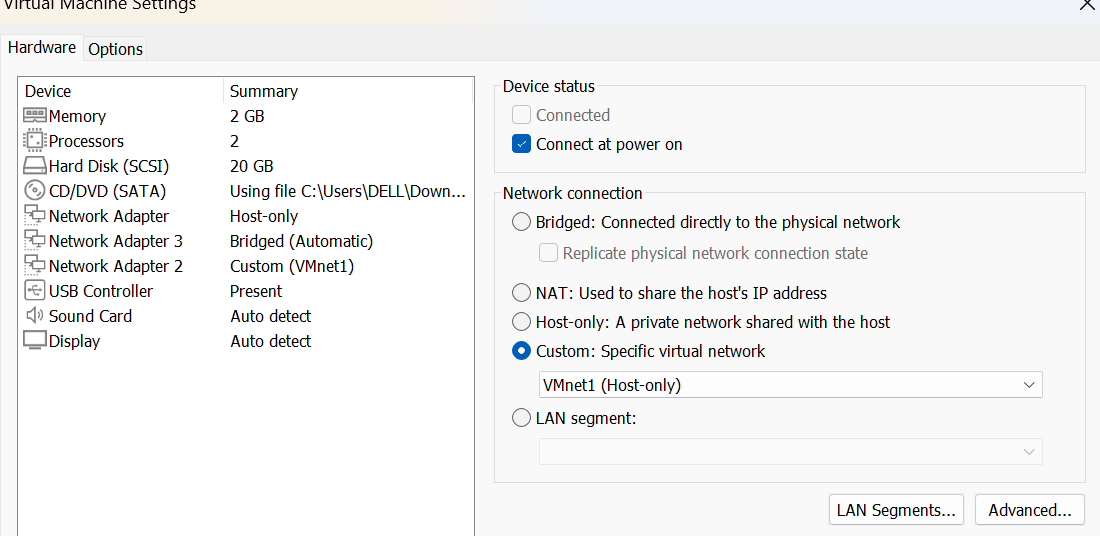 Virtual Machine Settings
Hardware
Options
Device Summary
Memory 2 GB
Processors 2
Hard Disk (SCSI) 20 GB
CD/DVD (SATA) Using file C:\Users\DELL\Down...
Network Adapter Host-only
Network Adapter 3 Bridged (Automatic)
Network Adapter 2 Custom (VMnet1)
USB Controller Present
Sound Card Auto detect
Display Auto detect
Device status
Connected
Connect at power on
Network connection
Bridged: Connected directly to the physical network
Replicate physical network connection state
NAT: Used to share the host's IP address
Host-only: A private network shared with the host
Custom: Specific virtual network
VMnet1 (Host-only)
LAN segment:
LAN Segments... Advanced...